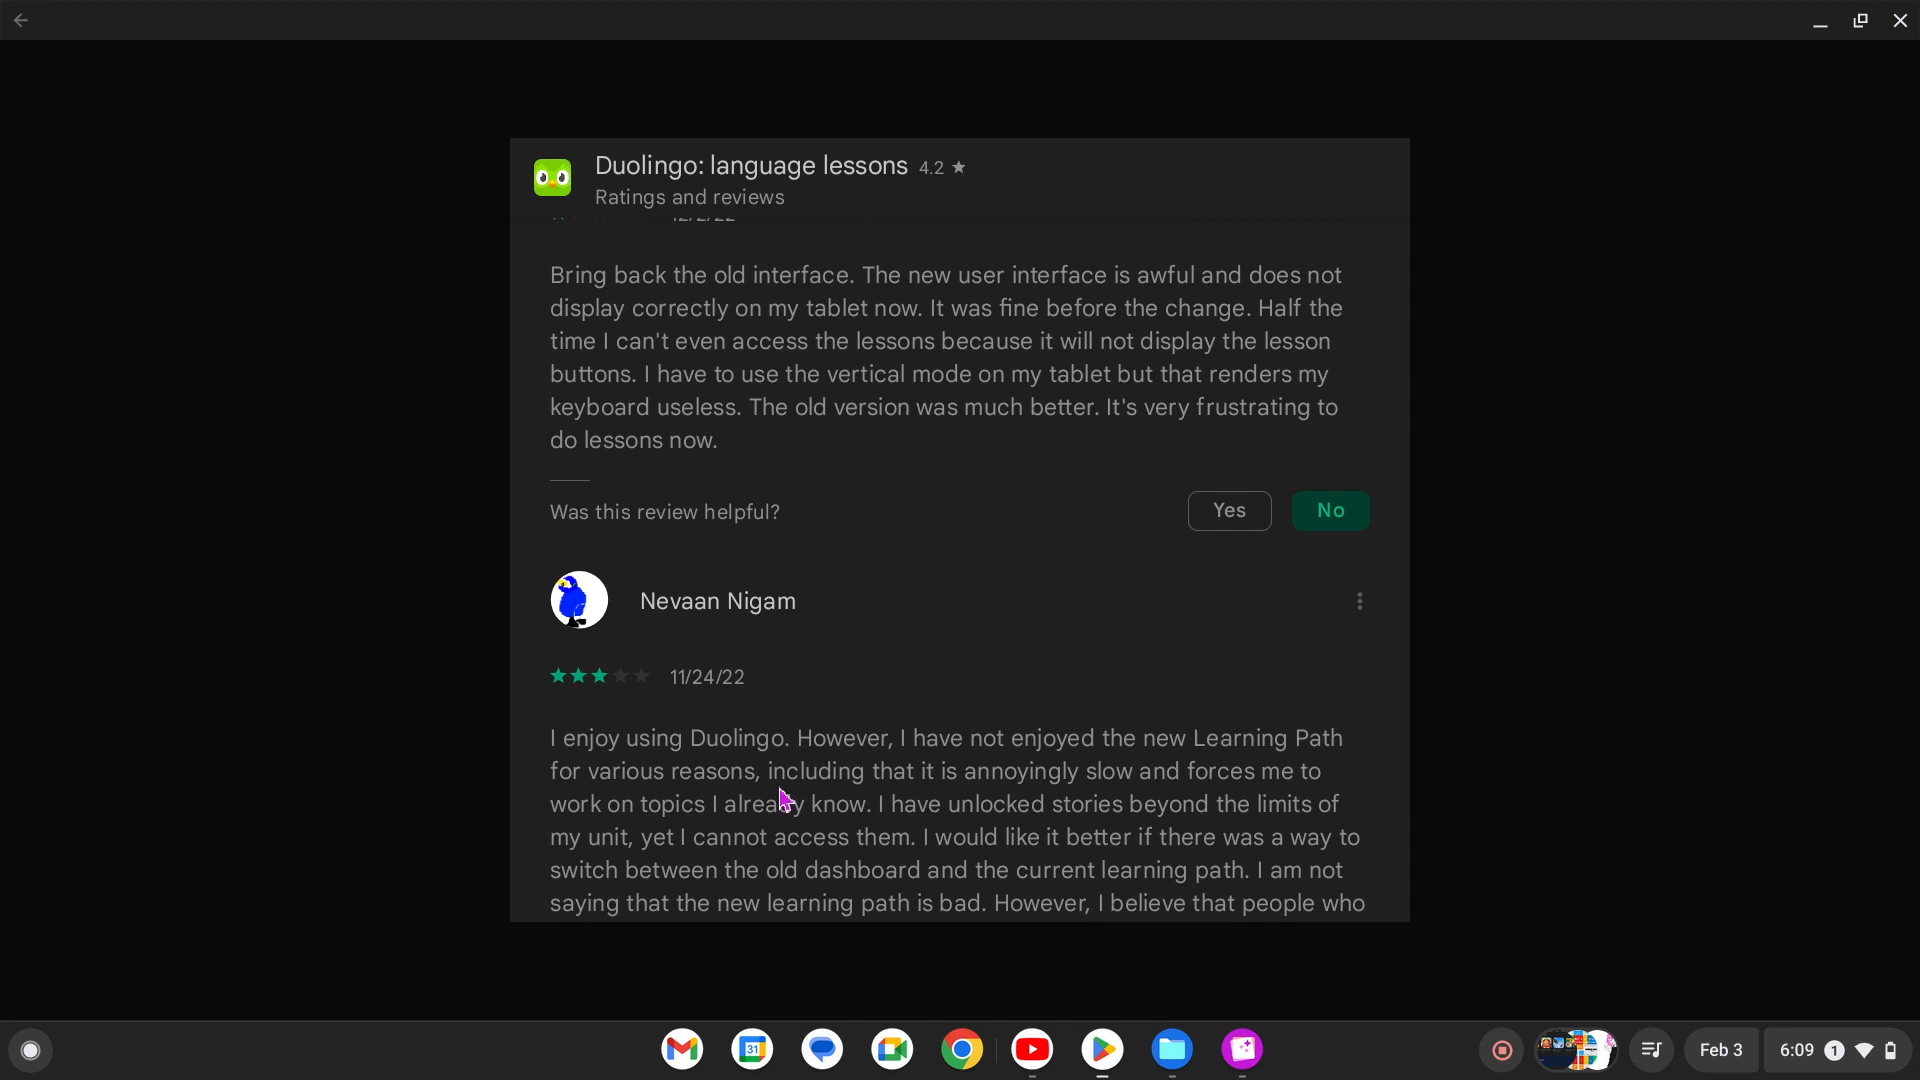 Duolingo: language lessons 4.2 ★
Ratings and reviews
12/2/22
Bring back the old interface. The new user interface is awful and does not
display correctly on my tablet now. It was fine before the change. Half the
time I can't even access the lessons because it will not display the lesson
buttons. I have to use the vertical mode on my tablet but that renders my
keyboard useless. The old version was much better. It's very frustrating to
do lessons now.
Was this review helpful?
Yes
No
Nevaan Nigam
11/24/22
I enjoy using Duolingo. However, I have not enjoyed the new Learning Path
for various reasons, including that it is annoyingly slow and forces me to
work on topics I already know. I have unlocked stories beyond the limits of
my unit, yet I cannot access them. I would like it better if there was a way to
switch between the old dashboard and the current learning path. I am not
saying that the new learning path is bad. However, I believe that people who
31
Feb 3
6:09
1